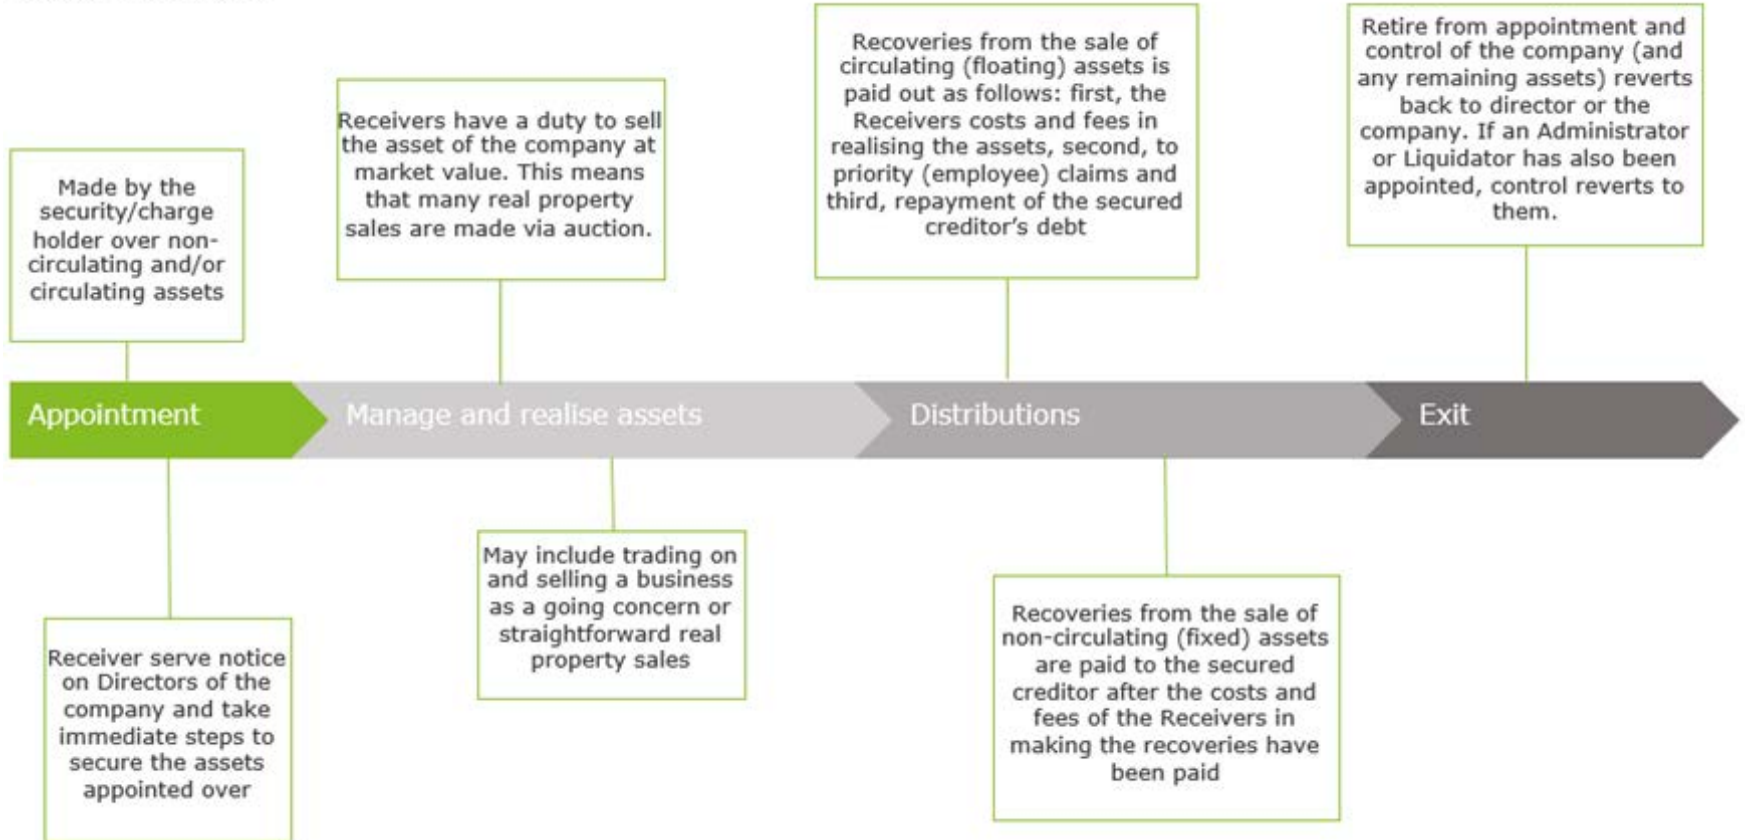 Made by the
security/charge
holder over non-
circulating and/or
circulating assets
Receivers have a duty to sell
the asset of the company at
market value. This means
that many real property
sales are made via auction.
Recoveries from the sale of
circulating (floating) assets is
paid out as follows: first, the
Receivers costs and fees in
realising the assets, second, to
priority (employee) claims and
third, repayment of the secured
creditor's debt
Retire from appointment and
control of the company (and
any remaining assets) reverts
back to director or the
company. If an Administrator
or Liquidator has also been
appointed, control reverts to
them.
Appointment
Manage and realise assets
Distributions
Exit
Receiver serve notice
on Directors of the
company and take
immediate steps to
secure the assets
appointed over
May include trading on
and selling a business
as a going concern or
straightforward real
property sales
Recoveries from the sale of
non-circulating (fixed) assets
are paid to the secured
creditor after the costs and
fees of the Receivers in
making the recoveries have
been paid